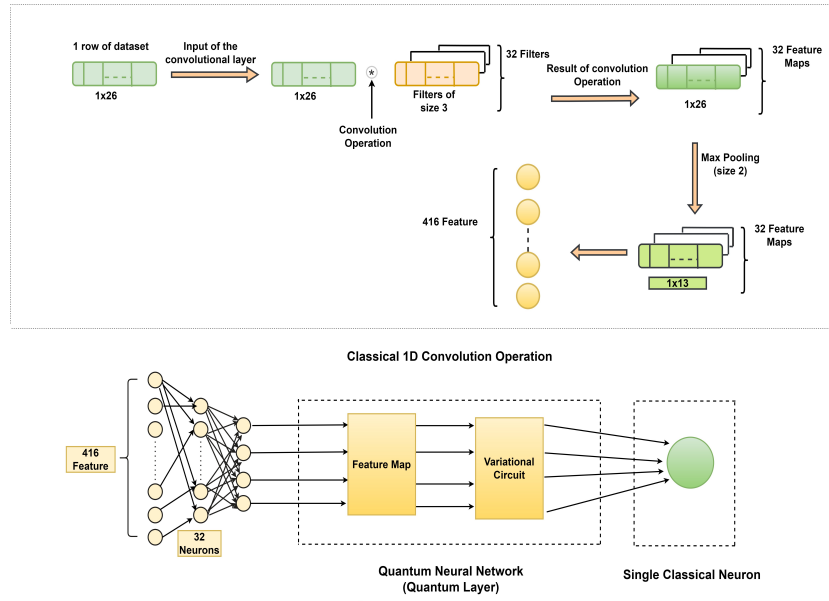 1 row of dataset
Input of the
convolutional layer
1x26
1x26
*
32 Filters
Filters of
size 3
Convolution
Operation
Result of convolution
Operation
32 Feature
Maps
1x26
Max Pooling
(size 2)
416 Feature
32 Feature
Maps
1x13
Classical 1D Convolution Operation
416
Feature
32
Neurons
Feature Map
Variational
Circuit
Quantum Neural Network
(Quantum Layer)
Single Classical Neuron